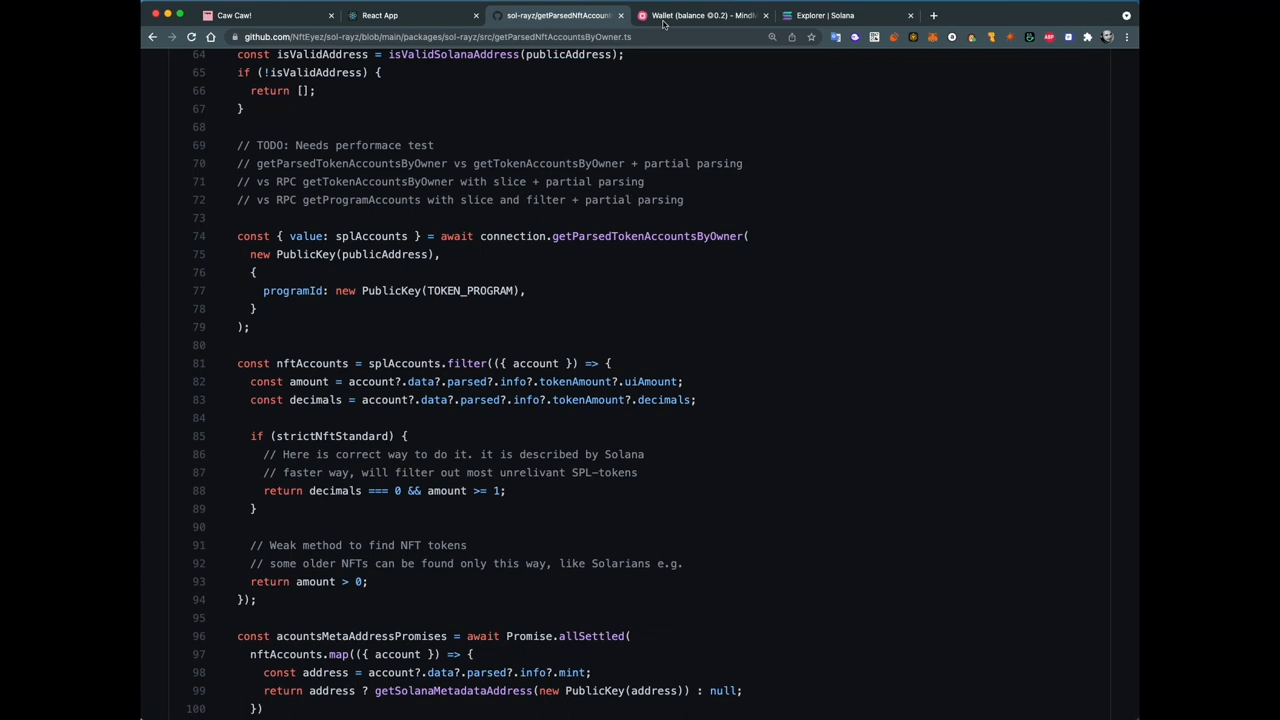 Caw Caw!
React App
sol-rayz/getParsedNftAccount
Wallet (balance ◎0.2) - MindM
Explorer | Solana
github.com/NftEyez/sol-rayz/blob/main/packages/sol-rayz/src/getParsedNftAccountsByOwner.ts
64 const isValidAddress = isValidSolanaAddress(publicAddress);
65 if (!isValidAddress) {
66 return [];
67 }
68
69 // TODO: Needs performace test
70 // getParsedTokenAccountsByOwner vs getTokenAccountsByOwner + partial parsing
71 // vs RPC getTokenAccountsByOwner with slice + partial parsing
72 // vs RPC getProgramAccounts with slice and filter + partial parsing
73
74 const { value: splAccounts } = await connection.getParsedTokenAccountsByOwner(
75 new PublicKey(publicAddress),
76 {
77 programId: new PublicKey(TOKEN_PROGRAM),
78 }
79 );
80
81 const nftAccounts = splAccounts.filter(({ account }) => {
82 const amount = account?.data?.parsed?.info?.tokenAmount?.uiAmount;
83 const decimals = account?.data?.parsed?.info?.tokenAmount?.decimals;
84
85 if (strictNftStandard) {
86 // Here is correct way to do it. it is described by Solana
87 // faster way, will filter out most unrelivant SPL-tokens
88 return decimals === 0 && amount >= 1;
89 }
90
91 // Weak method to find NFT tokens
92 // some older NFTs can be found only this way, like Solarians e.g.
93 return amount > 0;
94 });
95
96 const acountsMetaAddressPromises = await Promise.allSettled(
97 nftAccounts.map(({ account }) => {
98 const address = account?.data?.parsed?.info?.mint;
99 return address ? getSolanaMetadataAddress(new PublicKey(address)) : null;
100 })